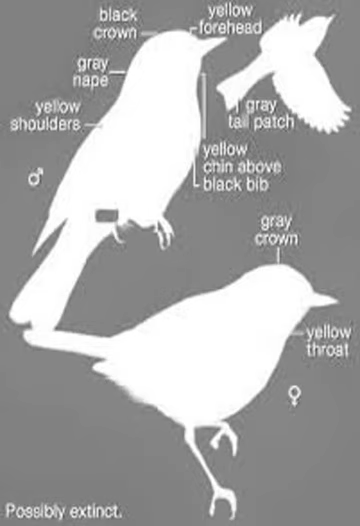 black
crown
yellow
forehead
gray
nape
yellow
shoulders
gray
tail patch
yellow
chin above
black bib
♂
gray
crown
yellow
throat
♀
Possibly extinct.